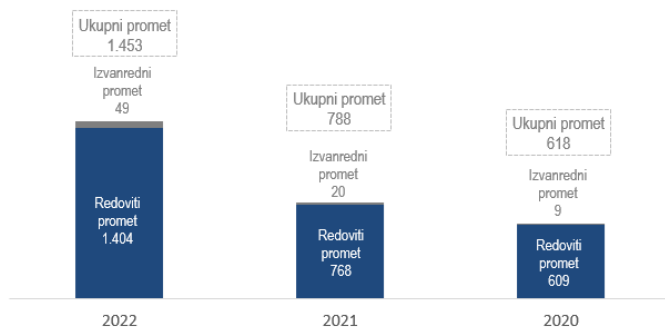 Ukupni promet
1.453
Izvanredni
promet
49
Redoviti
promet
1.404
2022
Ukupni promet
788
Izvanredni
promet
20
Redoviti
promet
768
2021
Ukupni promet
618
Izvanredni
promet
9
Redoviti
promet
609
2020